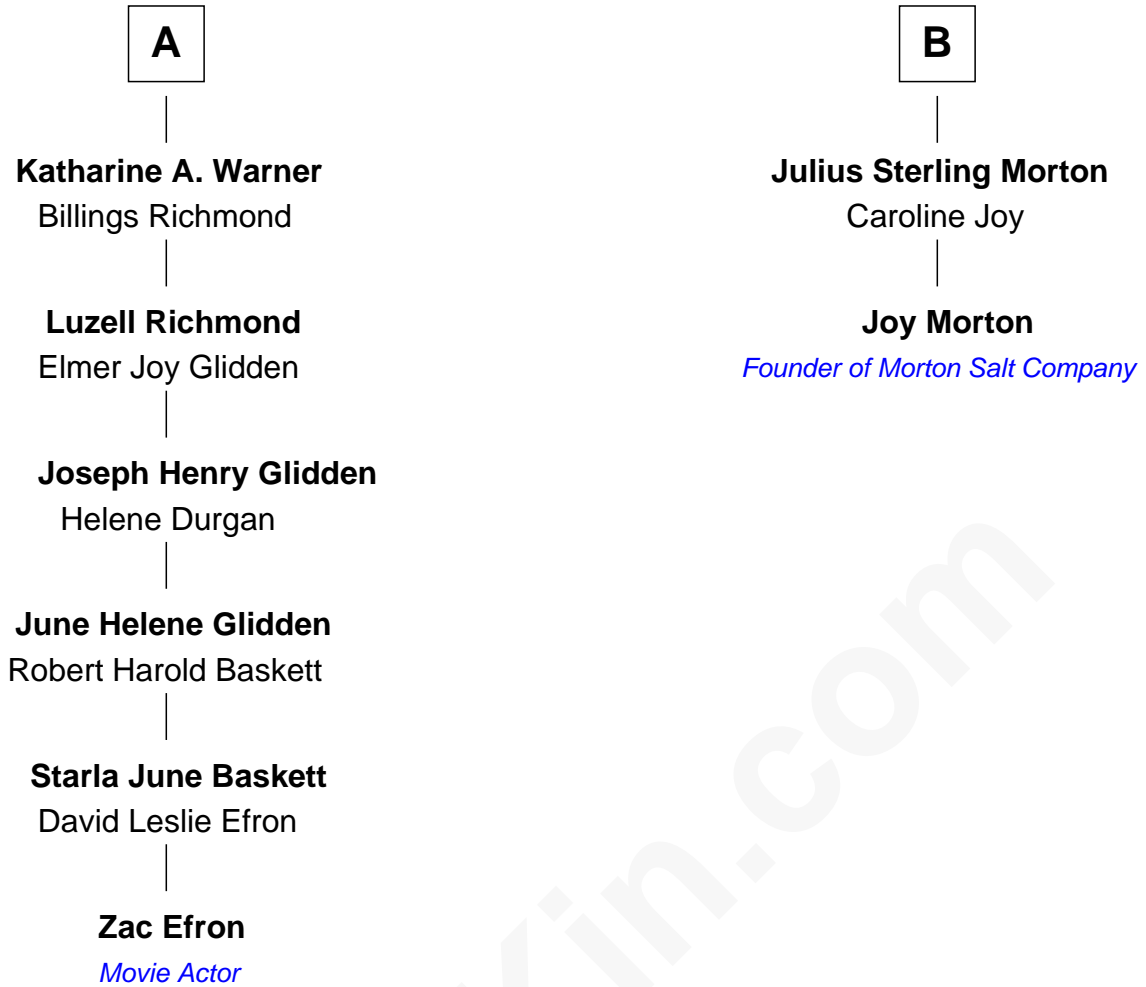 A
Katharine A. Warner
Billings Richmond
Luzell Richmond
Elmer Joy Glidden
Joseph Henry Glidden
Helene Durgan
June Helene Glidden
Robert Harold Baskett
Starla June Baskett
David Leslie Efron
Zac Efron
Movie Actor
B
Julius Sterling Morton
Caroline Joy
Joy Morton
Founder of Morton Salt Company
Kin.com